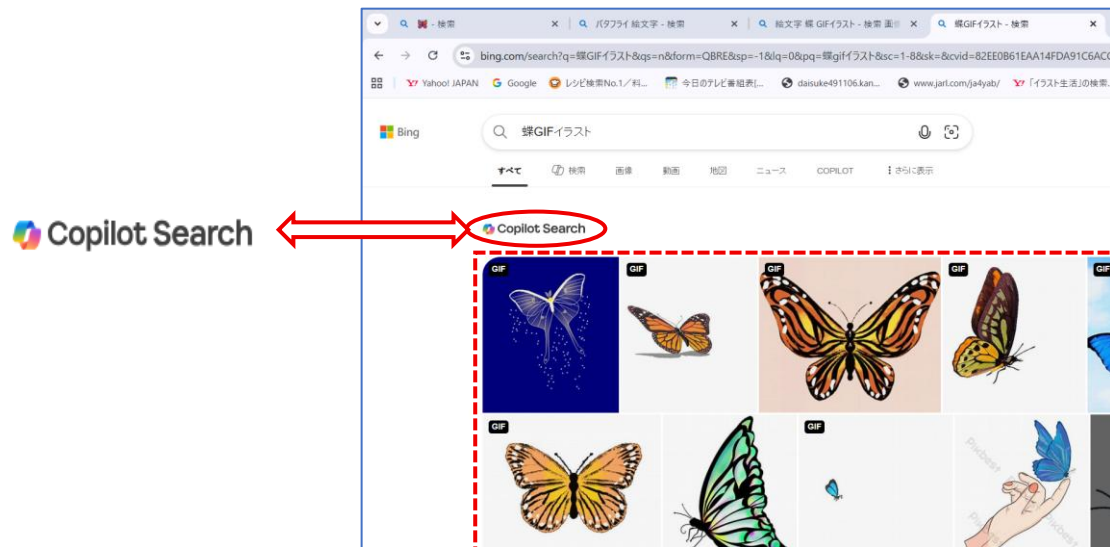 - 検索
バタフライ 絵文字 - 検索
絵文字 蝶 GIFイラスト - 検索 画像
蝶GIFイラスト - 検索
bing.com/search?q=蝶GIFイラスト&qs=n&form=QBRE&sp=-1&lq=0&pq=蝶gifイラスト&sc=1-8&sk=&cvid=82EE0B61EAA14FDA91C6AC
Yahoo! JAPAN
Google
レシピ検索No.1／料...
今日のテレビ番組表[...
daisuke491106.kan...
www.jarl.com/ja4yab/
「イラスト生活」の検索
Bing
蝶GIFイラスト
すべて
検索
画像
動画
地図
ニュース
COPILOT
さらに表示
Copilot Search
Copilot Search
GIF
GIF
GIF
GIF
GIF
GIF
GIF
Pixbest
Pixbest